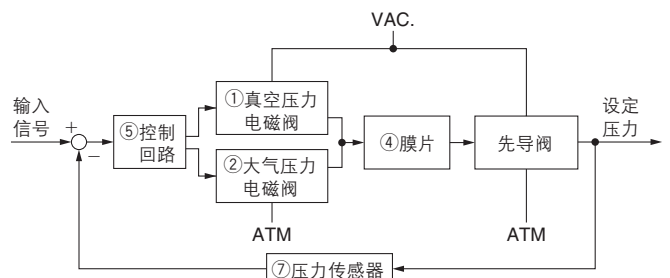 VAC.
输入
信号
+
−
⑤控制
回路
①真空压力
电磁阀
②大气压力
电磁阀
④膜片
先导阀
设定
压力
ATM
ATM
⑦压力传感器